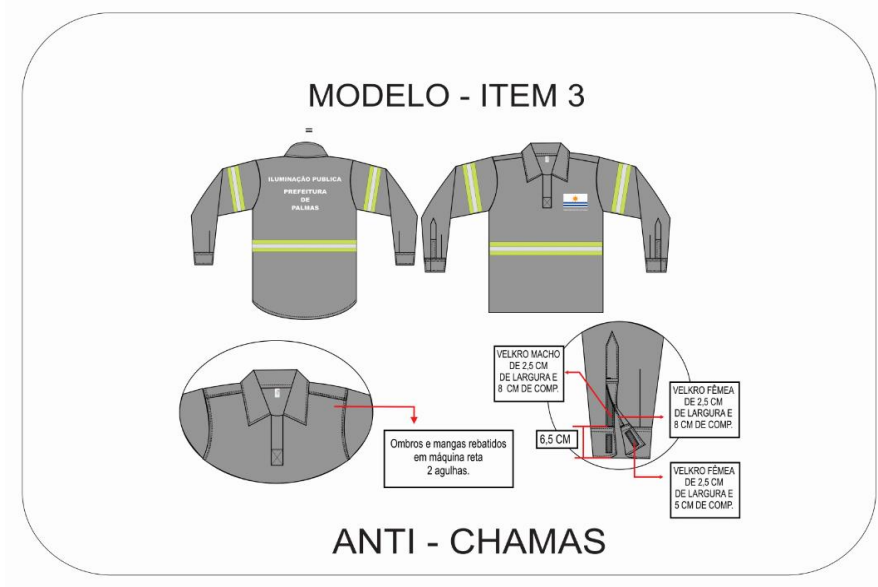 MODELO - ITEM 3
=
ILUMINAÇÃO PUBLICA
PREFEITURA
DE
PALMAS
VELKRO MACHO
DE 2,5 CM
DE LARGURA E
8 CM DE COMP.
VELKRO FÊMEA
DE 2,5 CM
DE LARGURA E
8 CM DE COMP.
6,5 CM
Ombros e mangas rebatidos
em máquina reta
2 agulhas.
VELKRO FÊMEA
DE 2,5 CM
DE LARGURA E
5 CM DE COMP.
ANTI - CHAMAS